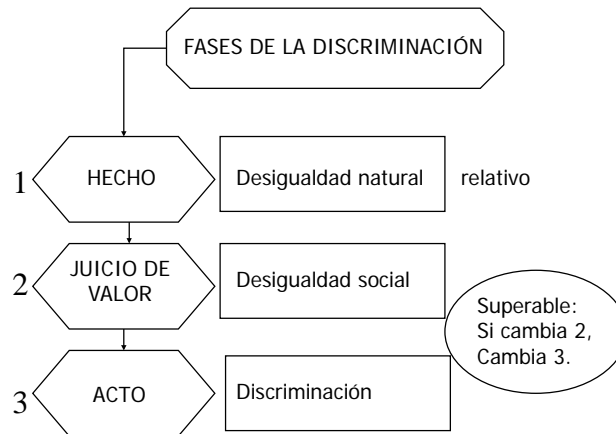 FASES DE LA DISCRIMINACIÓN
1
HECHO
Desigualdad natural
relativo
2
JUICIO DE
VALOR
Desigualdad social
Superable:
Si cambia 2,
Cambia 3.
3
ACTO
Discriminación